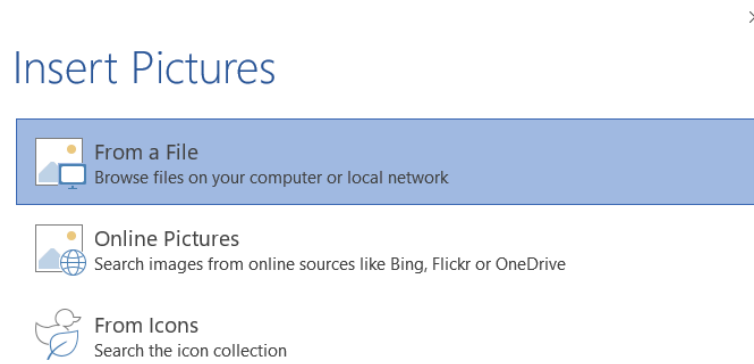 Insert Pictures
From a File
Browse files on your computer or local network
Online Pictures
Search images from online sources like Bing, Flickr or OneDrive
From Icons
Search the icon collection